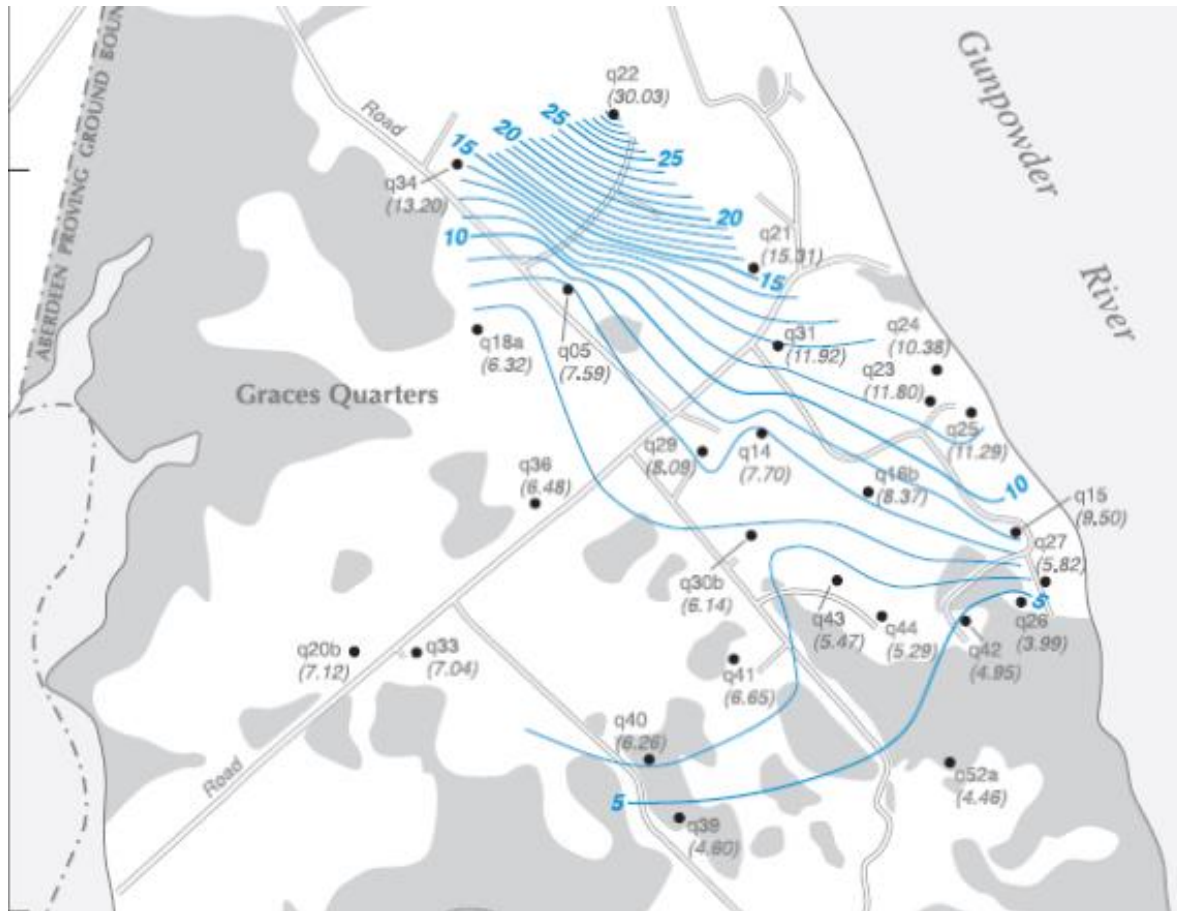 ABERDEEN PROVING GROUND BOUN
Gunpowder
River
q22
(30.03)
Road
25
20
15
25
q34
(13.20)
20
10
q21
(15.31)
15
q18a
(6.32)
q05
(7.59)
q31
(11.92)
q24
(10.38)
q23
(11.80)
Graces Quarters
q25
(11.29)
q29
(8.09)
q14
(7.70)
q36
(6.48)
q16b
(8.37)
10
q15
(9.50)
q27
(5.82)
q30b
(6.14)
5
q26
(3.99)
q43
(5.47)
q44
(5.29)
q42
(4.95)
q20b
(7.12)
q33
(7.04)
q41
(6.65)
q40
(6.26)
Road
5
q52a
(4.46)
q39
(4.60)